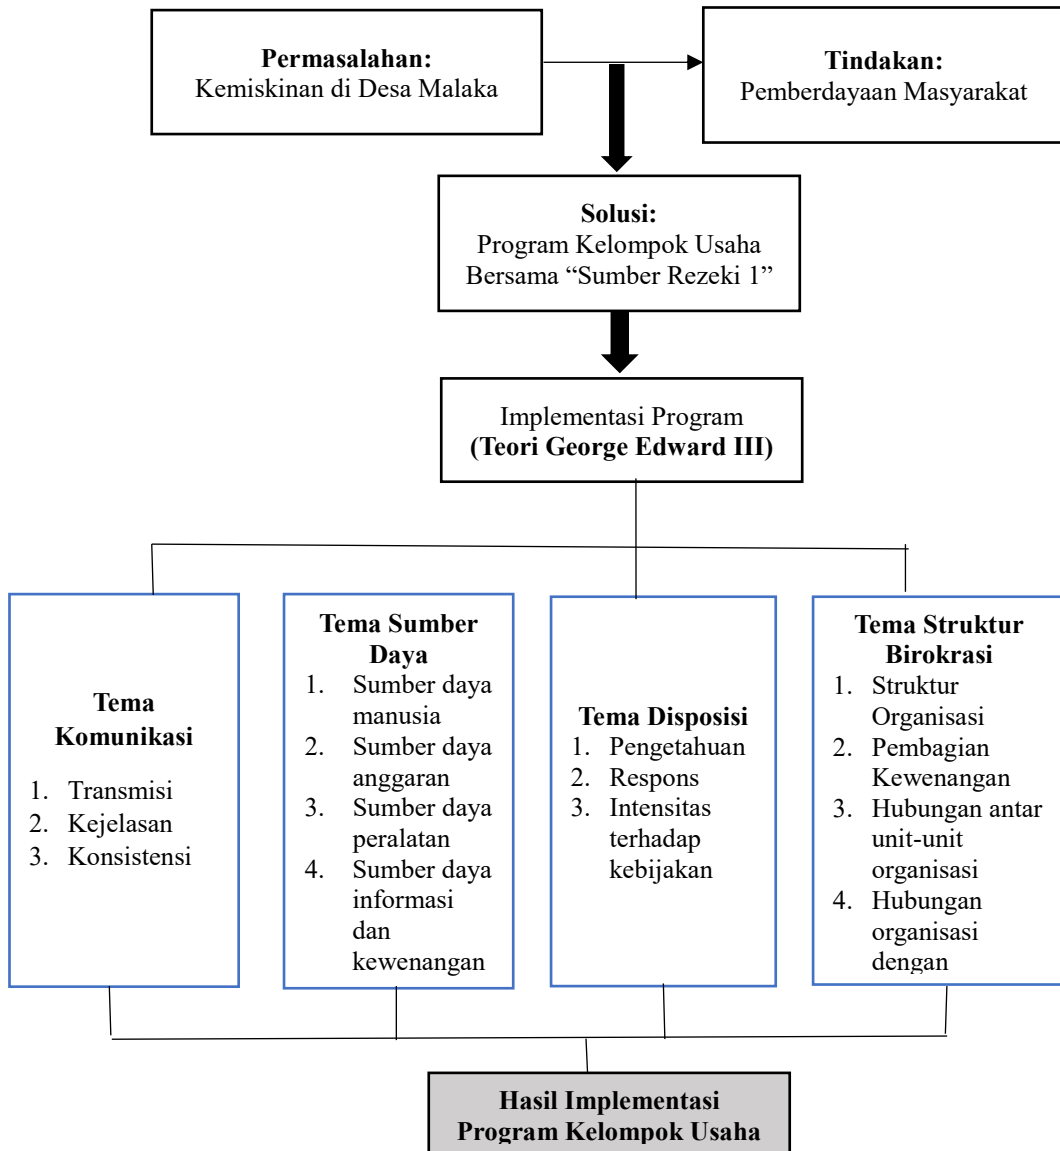 Permasalahan:
Kemiskinan di Desa Malaka
Tindakan:
Pemberdayaan Masyarakat
Solusi:
Program Kelompok Usaha
Bersama “Sumber Rezeki 1”
Implementasi Program
(Teori George Edward III)
Tema
Komunikasi
1. Transmisi
2. Kejelasan
3. Konsistensi
Tema Sumber
Daya
1. Sumber daya
manusia
2. Sumber daya
anggaran
3. Sumber daya
peralatan
4. Sumber daya
informasi
dan
kewenangan
Tema Disposisi
1. Pengetahuan
2. Respons
3. Intensitas
terhadap
kebijakan
Tema Struktur
Birokrasi
1. Struktur
Organisasi
2. Pembagian
Kewenangan
3. Hubungan antar
unit-unit
organisasi
4. Hubungan
organisasi
dengan
Hasil Implementasi
Program Kelompok Usaha